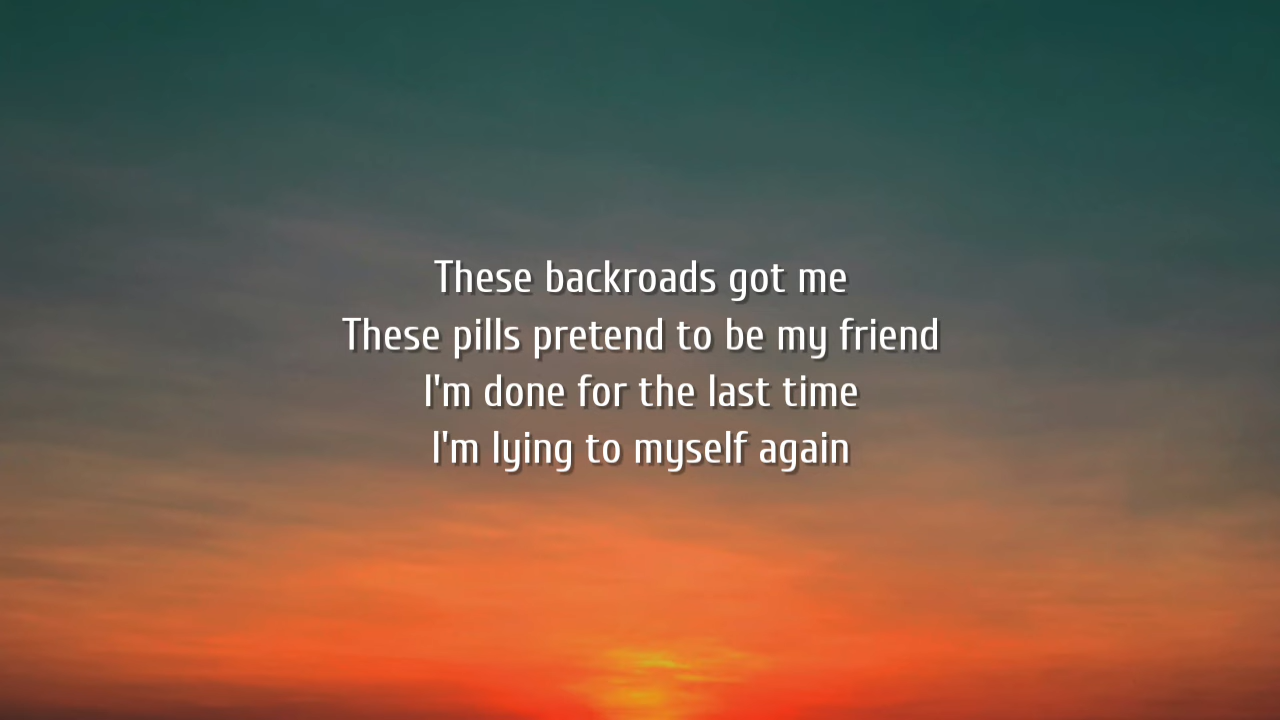 These backroads got me
These pills pretend to be my friend
I'm done for the last time
I'm lying to myself again